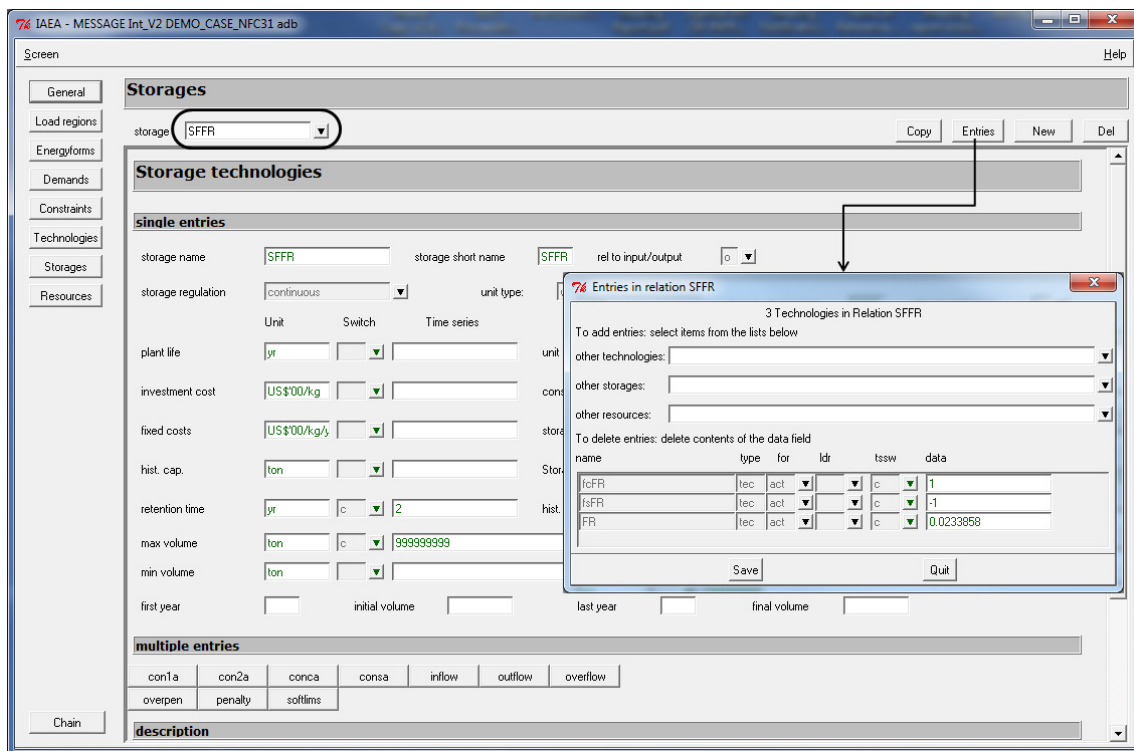 IAEA - MESSAGE Int_V2 DEMO_CASE_NFC31 adb
Screen Help
General
Load regions
Energyforms
Demands
Constraints
Technologies
Storages
Resources
Chain
Storages
storage SFFR Copy Entries New Del
Storage technologies
single entries
storage name SFFR storage short name SFFR rel to input/output o
storage regulation continuous unit type:
Unit Switch Time series
plant life yr unit
investment cost US$'00/kg cons
fixed costs US$'00/kg/y stora
hist. cap. ton Stor
retention time yr c 2 hist.
max volume ton c 999999999
min volume ton
first year initial volume last year final volume
multiple entries
con1a con2a conca consa inflow outflow overflow
overpen penalty softlims
description
Entries in relation SFFR
3 Technologies in Relation SFFR
To add entries: select items from the lists below
other technologies:
other storages:
other resources:
To delete entries: delete contents of the data field
name type for ldr tssw data
fcFR tec act c 1
fsFR tec act c -1
FR tec act c 0.0233858
Save Quit